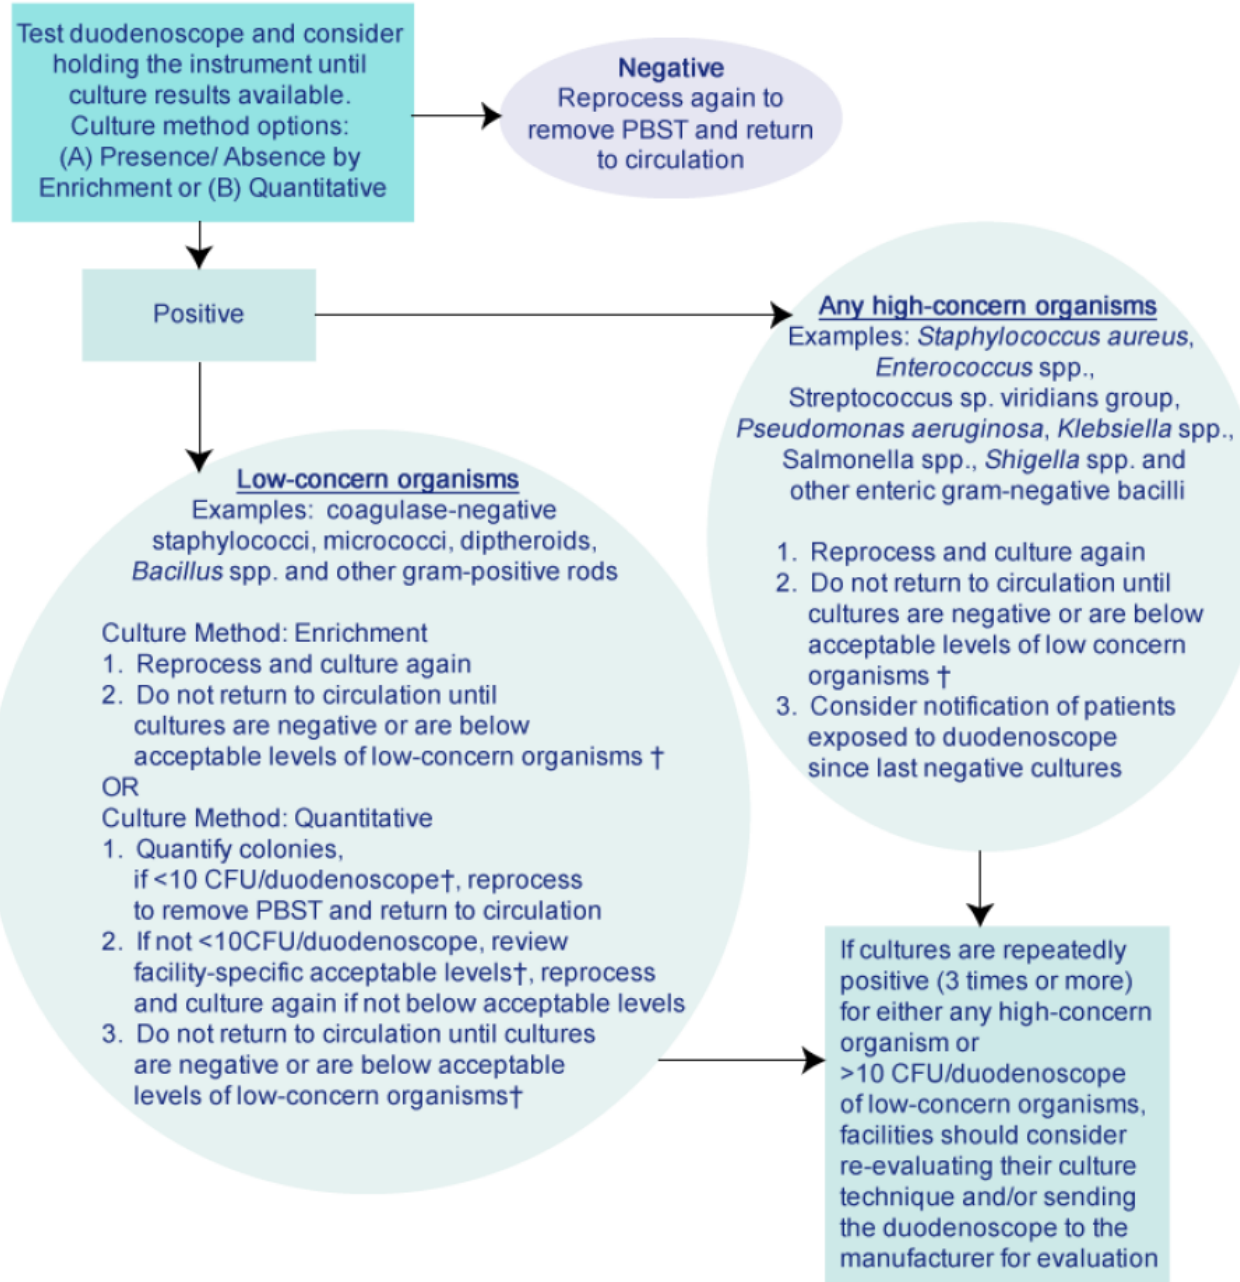 Test duodenoscope and consider
holding the instrument until
culture results available.
Culture method options:
(A) Presence/ Absence by
Enrichment or (B) Quantitative
Negative
Reprocess again to
remove PBST and return
to circulation
Positive
Any high-concern organisms
Examples: Staphylococcus aureus,
Enterococcus spp.,
Streptococcus sp. viridians group,
Pseudomonas aeruginosa, Klebsiella spp.,
Salmonella spp., Shigella spp. and
other enteric gram-negative bacilli
1. Reprocess and culture again
2. Do not return to circulation until
cultures are negative or are below
acceptable levels of low concern
organisms †
3. Consider notification of patients
exposed to duodenoscope
since last negative cultures
Low-concern organisms
Examples: coagulase-negative
staphylococci, micrococci, diptheroids,
Bacillus spp. and other gram-positive rods
Culture Method: Enrichment
1. Reprocess and culture again
2. Do not return to circulation until
cultures are negative or are below
acceptable levels of low-concern organisms †
OR
Culture Method: Quantitative
1. Quantify colonies,
if <10 CFU/duodenoscope†, reprocess
to remove PBST and return to circulation
2. If not <10CFU/duodenoscope, review
facility-specific acceptable levels†, reprocess
and culture again if not below acceptable levels
3. Do not return to circulation until cultures
are negative or are below acceptable
levels of low-concern organisms†
If cultures are repeatedly
positive (3 times or more)
for either any high-concern
organism or
>10 CFU/duodenoscope
of low-concern organisms,
facilities should consider
re-evaluating their culture
technique and/or sending
the duodenoscope to the
manufacturer for evaluation